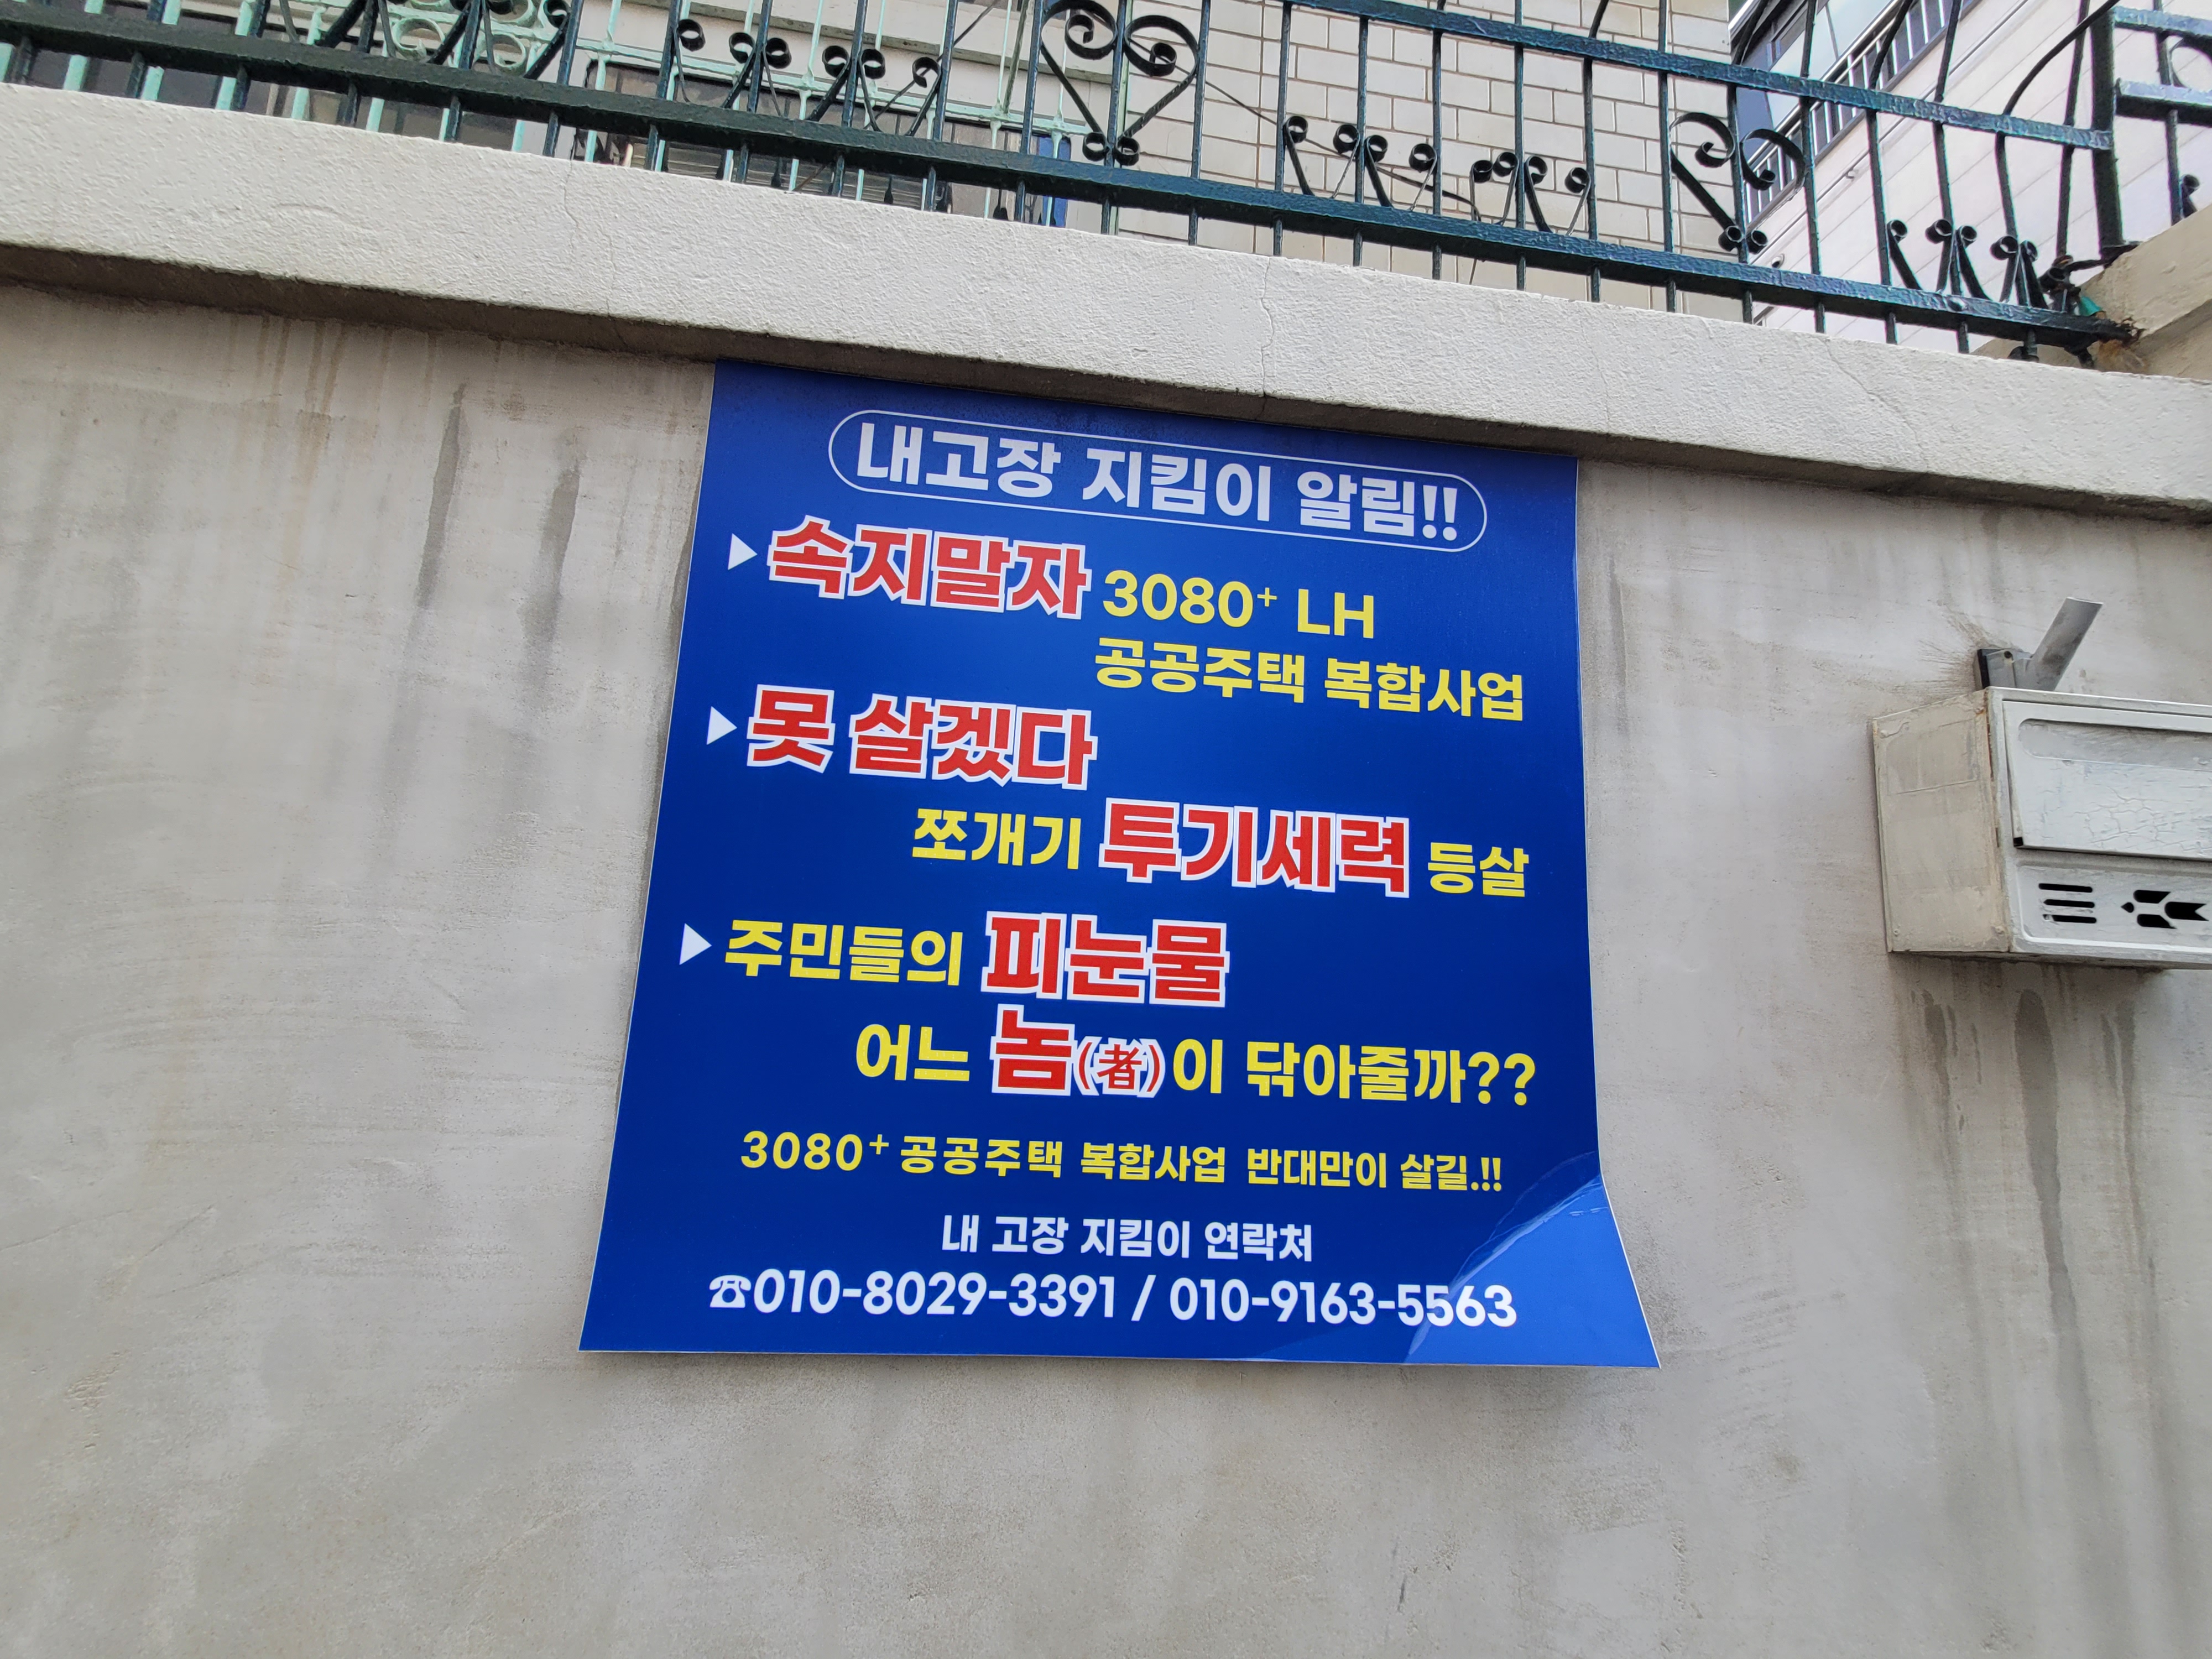 내고장 지킴이 알림!!
▶속지말자 3080⁺ LH
공공주택 복합사업
▶못 살겠다
쪼개기 투기세력 등살
▶주민들의 피눈물
어느 놈(者)이 닦아줄까??
3080⁺ 공공주택 복합사업 반대만이 살길.!!
내 고장 지킴이 연락처
☎010-8029-3391 / 010-9163-5563